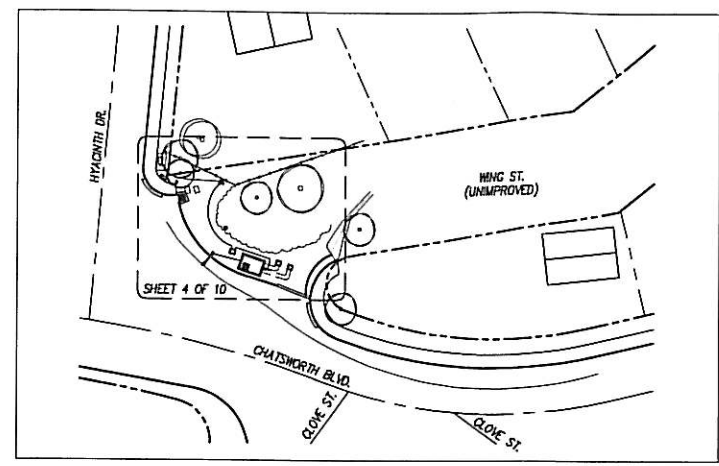 HYACINTH DR.
WING ST.
(UNIMPROVED)
SHEET 4 OF 10
CHATSWORTH BLVD.
CLOVE ST.
CLOVE ST.